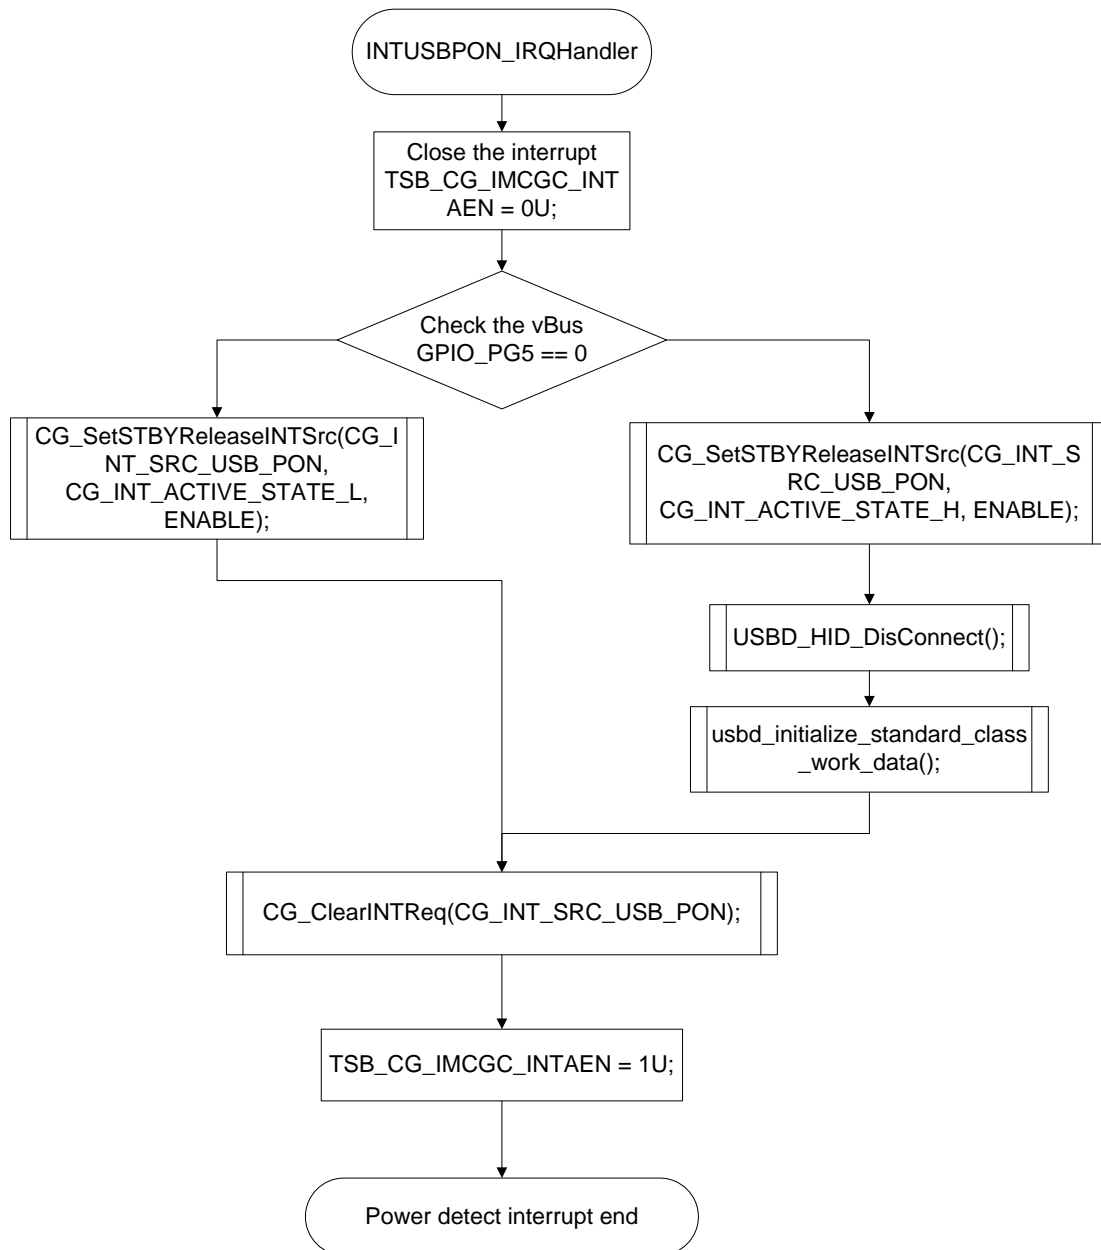 INTUSBPON_IRQHandler
Close the interrupt
TSB_CG_IMCGC_INT
AEN = 0U;
Check the vBus
GPIO_PG5 == 0
CG_SetSTBYReleaseINTSrc(CG_I
NT_SRC_USB_PON,
CG_INT_ACTIVE_STATE_L,
ENABLE);
CG_SetSTBYReleaseINTSrc(CG_INT_S
RC_USB_PON,
CG_INT_ACTIVE_STATE_H, ENABLE);
USBD_HID_DisConnect();
usbd_initialize_standard_class
_work_data();
CG_ClearINTReq(CG_INT_SRC_USB_PON);
TSB_CG_IMCGC_INTAEN = 1U;
Power detect interrupt end